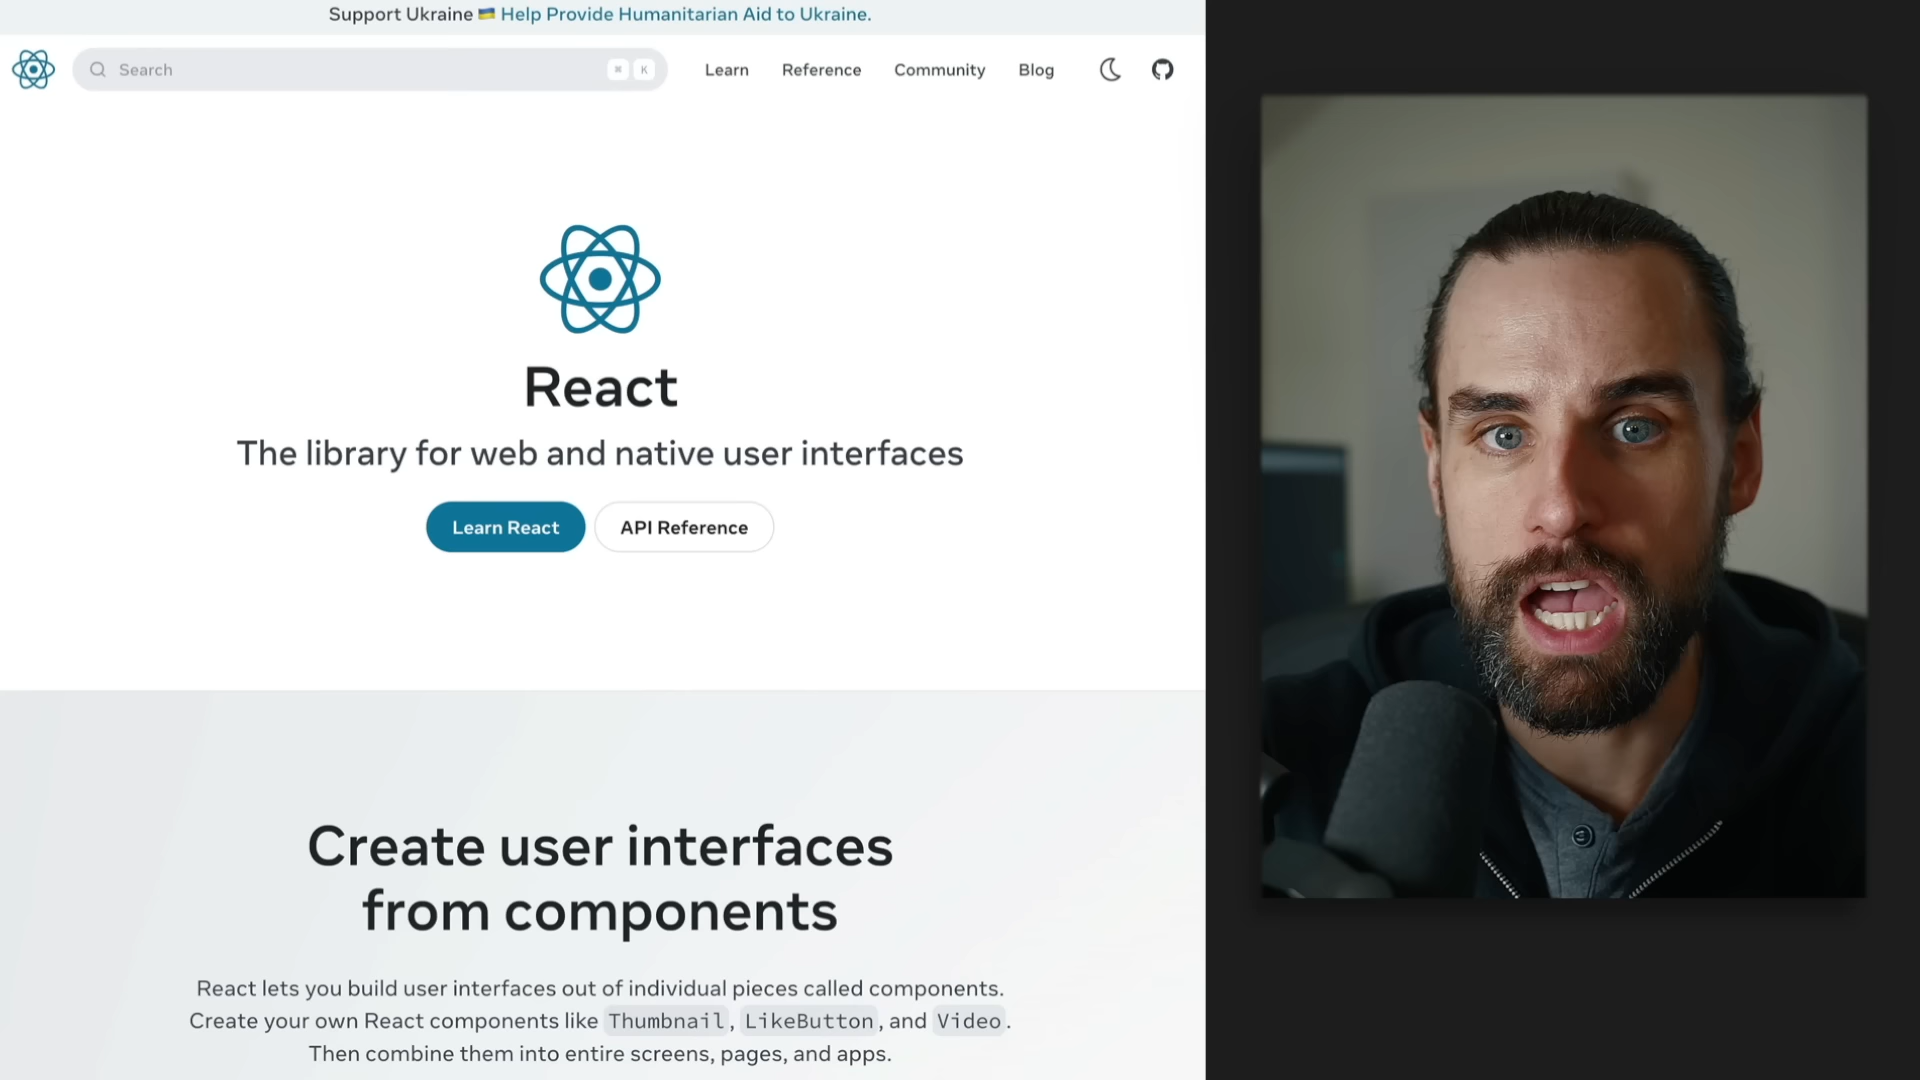 Support Ukraine 🇺🇦 Help Provide Humanitarian Aid to Ukraine.
Search ⌘ K Learn Reference Community Blog
React
The library for web and native user interfaces
Learn React API Reference
Create user interfaces
from components
React lets you build user interfaces out of individual pieces called components.
Create your own React components like Thumbnail, LikeButton, and Video.
Then combine them into entire screens, pages, and apps.